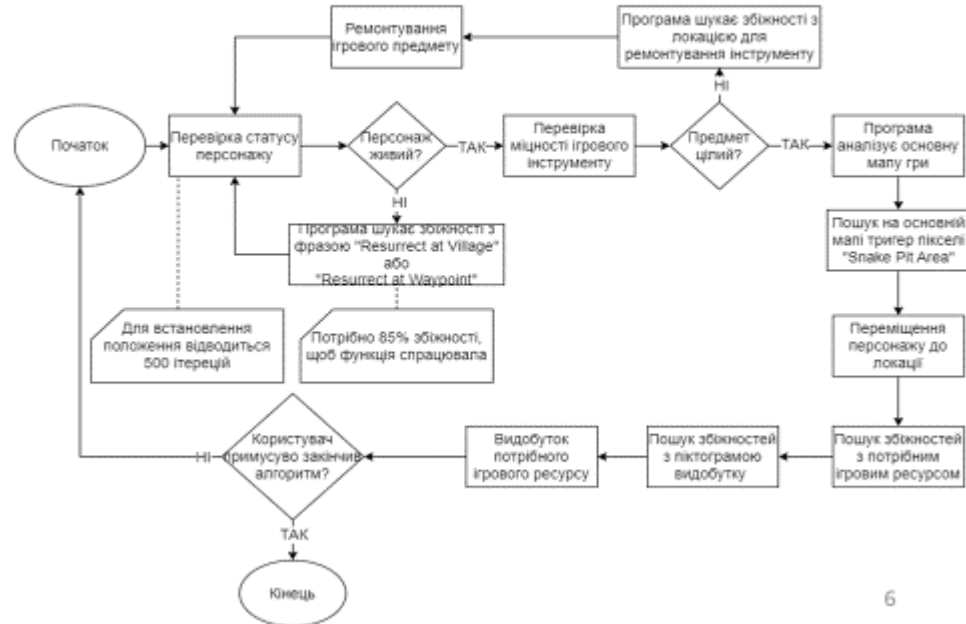 Ремонтування
ігрового предмету
Програма шукає збіжності з
локацією для
ремонтування інструменту
НІ
Початок
Перевірка статусу
персонажу
Персонаж
живий?
ТАК
Перевірка
міцності ігрового
інструменту
Предмет
цілий?
ТАК
Програма
аналізує основну
мапу гри
НІ
Програма шукає збіжності з
фразою "Resurrect at Village"
або
"Resurrect at Waypoint"
Пошук на основній
мапі тригер пікселі
"Snake Pit Area"
Для встановлення
положення відводиться
500 ітерецій
Потрібно 85% збіжності,
щоб функція спрацювала
Переміщення
персонажу до
локації
Користувач
примусуво закінчив
алгоритм?
НІ
Видобуток
потрібного
ігрового ресурсу
Пошук збіжностей
з піктограмою
видобутку
Пошук збіжностей
з потрібним
ігровим ресурсом
ТАК
Кінець
6